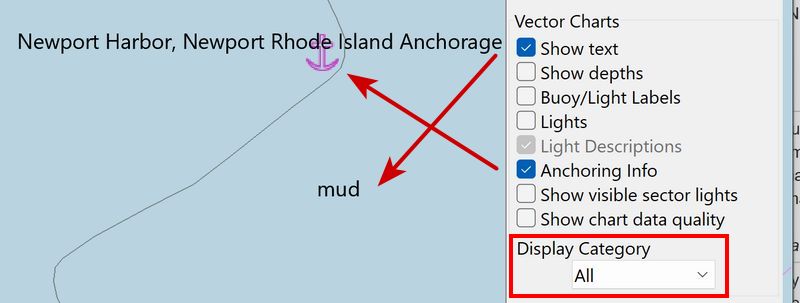 Newport Harbor, Newport Rhode Island Anchorage
mud
Vector Charts
Show text
Show depths
Buoy/Light Labels
Lights
Light Descriptions
Anchoring Info
Show visible sector lights
Show chart data quality
Display Category
All